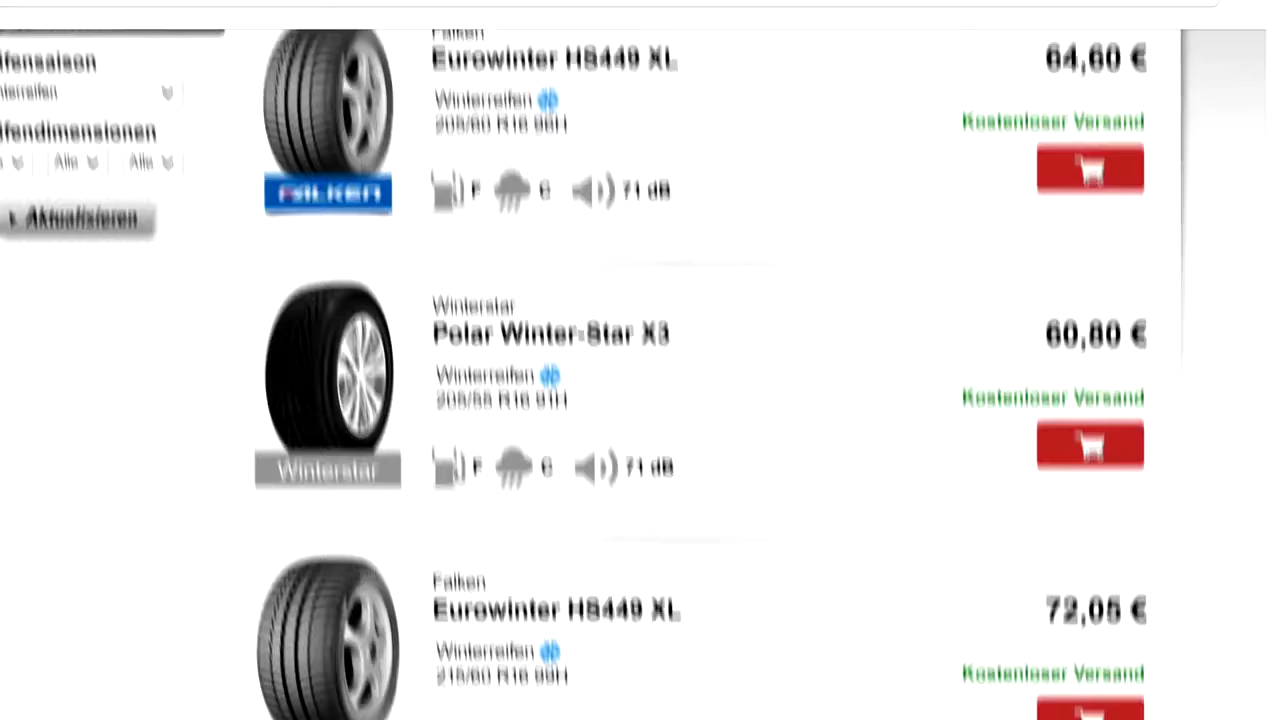 ifensaison
nterreifen
ifendimensionen
Alle
Alle
Aktualisieren
Falken
Eurowinter HS449 XL
64,60 €
Winterreifen
Kostenloser Versand
FALKEN
F C 71 dB
Winterstar
Polar Winter-Star X3
60,80 €
Winterreifen
Kostenloser Versand
Winterstar
F C 71 dB
Falken
Eurowinter HS449 XL
72,05 €
Winterreifen
Kostenloser Versand